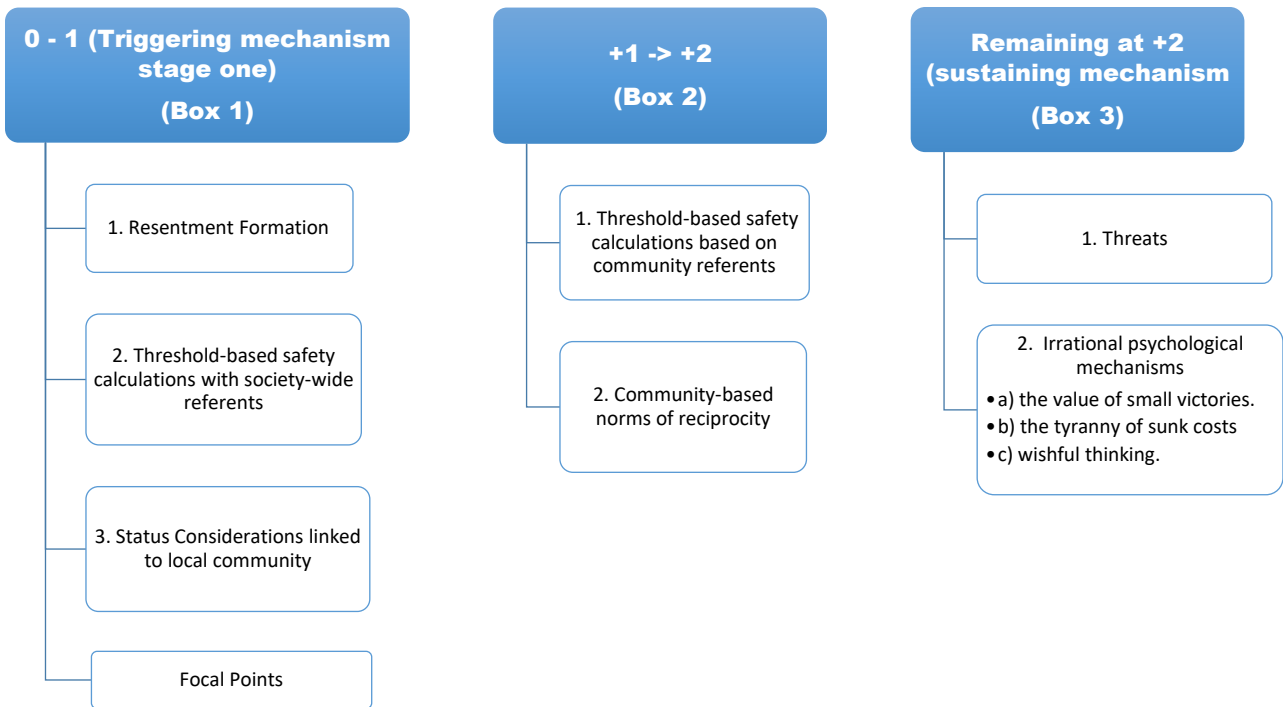 0 - 1 (Triggering mechanism
stage one)
(Box 1)
1. Resentment Formation
2. Threshold-based safety
calculations with society-wide
referents
3. Status Considerations linked
to local community
Focal Points
+1 -> +2
(Box 2)
1. Threshold-based safety
calculations based on
community referents
2. Community-based
norms of reciprocity
Remaining at +2
(sustaining mechanism
(Box 3)
1. Threats
2. Irrational psychological
mechanisms
• a) the value of small victories.
• b) the tyranny of sunk costs
• c) wishful thinking.